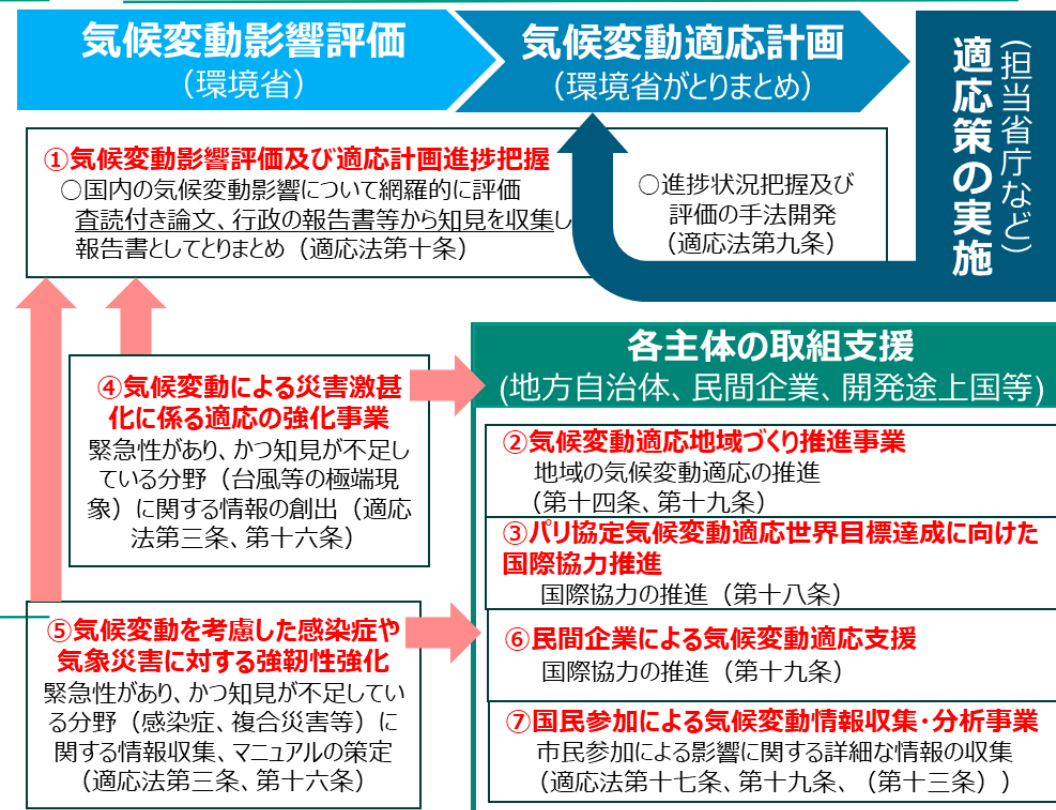 気候変動影響評価
（環境省）
気候変動適応計画
（環境省がとりまとめ）
適応策の実施
（担当省庁など）
①気候変動影響評価及び適応計画進捗把握
○国内の気候変動影響について網羅的に評価
査読付き論文、行政の報告書等から知見を収集し
報告書としてとりまとめ（適応法第十条）
○進捗状況把握及び
評価の手法開発
（適応法第九条）
④気候変動による災害激甚
化に係る適応の強化事業
緊急性があり、かつ知見が不足し
ている分野（台風等の極端現
象）に関する情報の創出（適応
法第三条、第十六条）
⑤気候変動を考慮した感染症や
気象災害に対する強靭性強化
緊急性があり、かつ知見が不足してい
る分野（感染症、複合災害等）に
関する情報収集、マニュアルの策定
（適応法第三条、第十六条）
各主体の取組支援
(地方自治体、民間企業、開発途上国等)
②気候変動適応地域づくり推進事業
地域の気候変動適応の推進
（第十四条、第十九条）
③パリ協定気候変動適応世界目標達成に向けた
国際協力推進
国際協力の推進（第十八条）
⑥民間企業による気候変動適応支援
国際協力の推進（第十九条）
⑦国民参加による気候変動情報収集・分析事業
市民参加による影響に関する詳細な情報の収集
（適応法第十七条、第十九条、（第十三条））